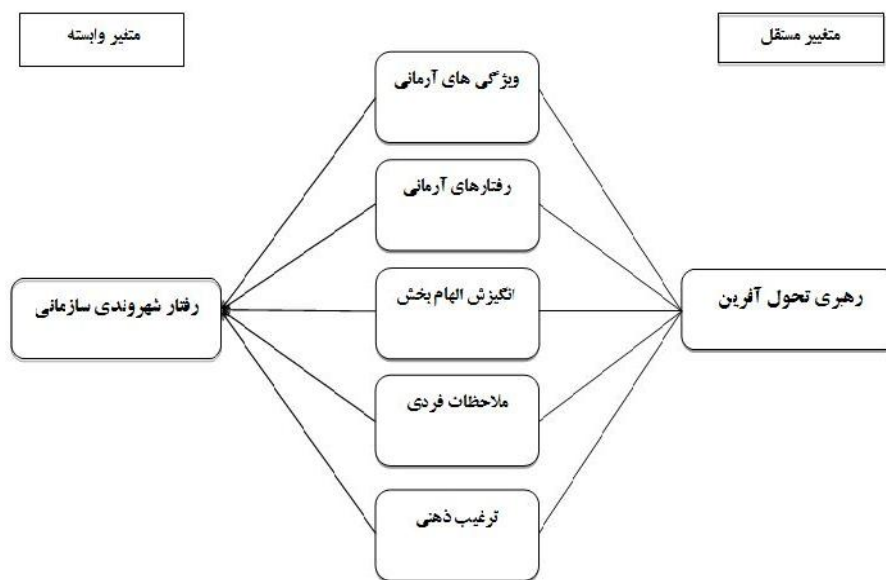 متغییر مستقل
متغیر وابسته
ویژگی های آرمانی
رفتارهای آرمانی
انگیزش الهام بخش
ملاحظات فردی
ترغیب ذهنی
رهبری تحول آفرین
رفتار شهروندی سازمانی